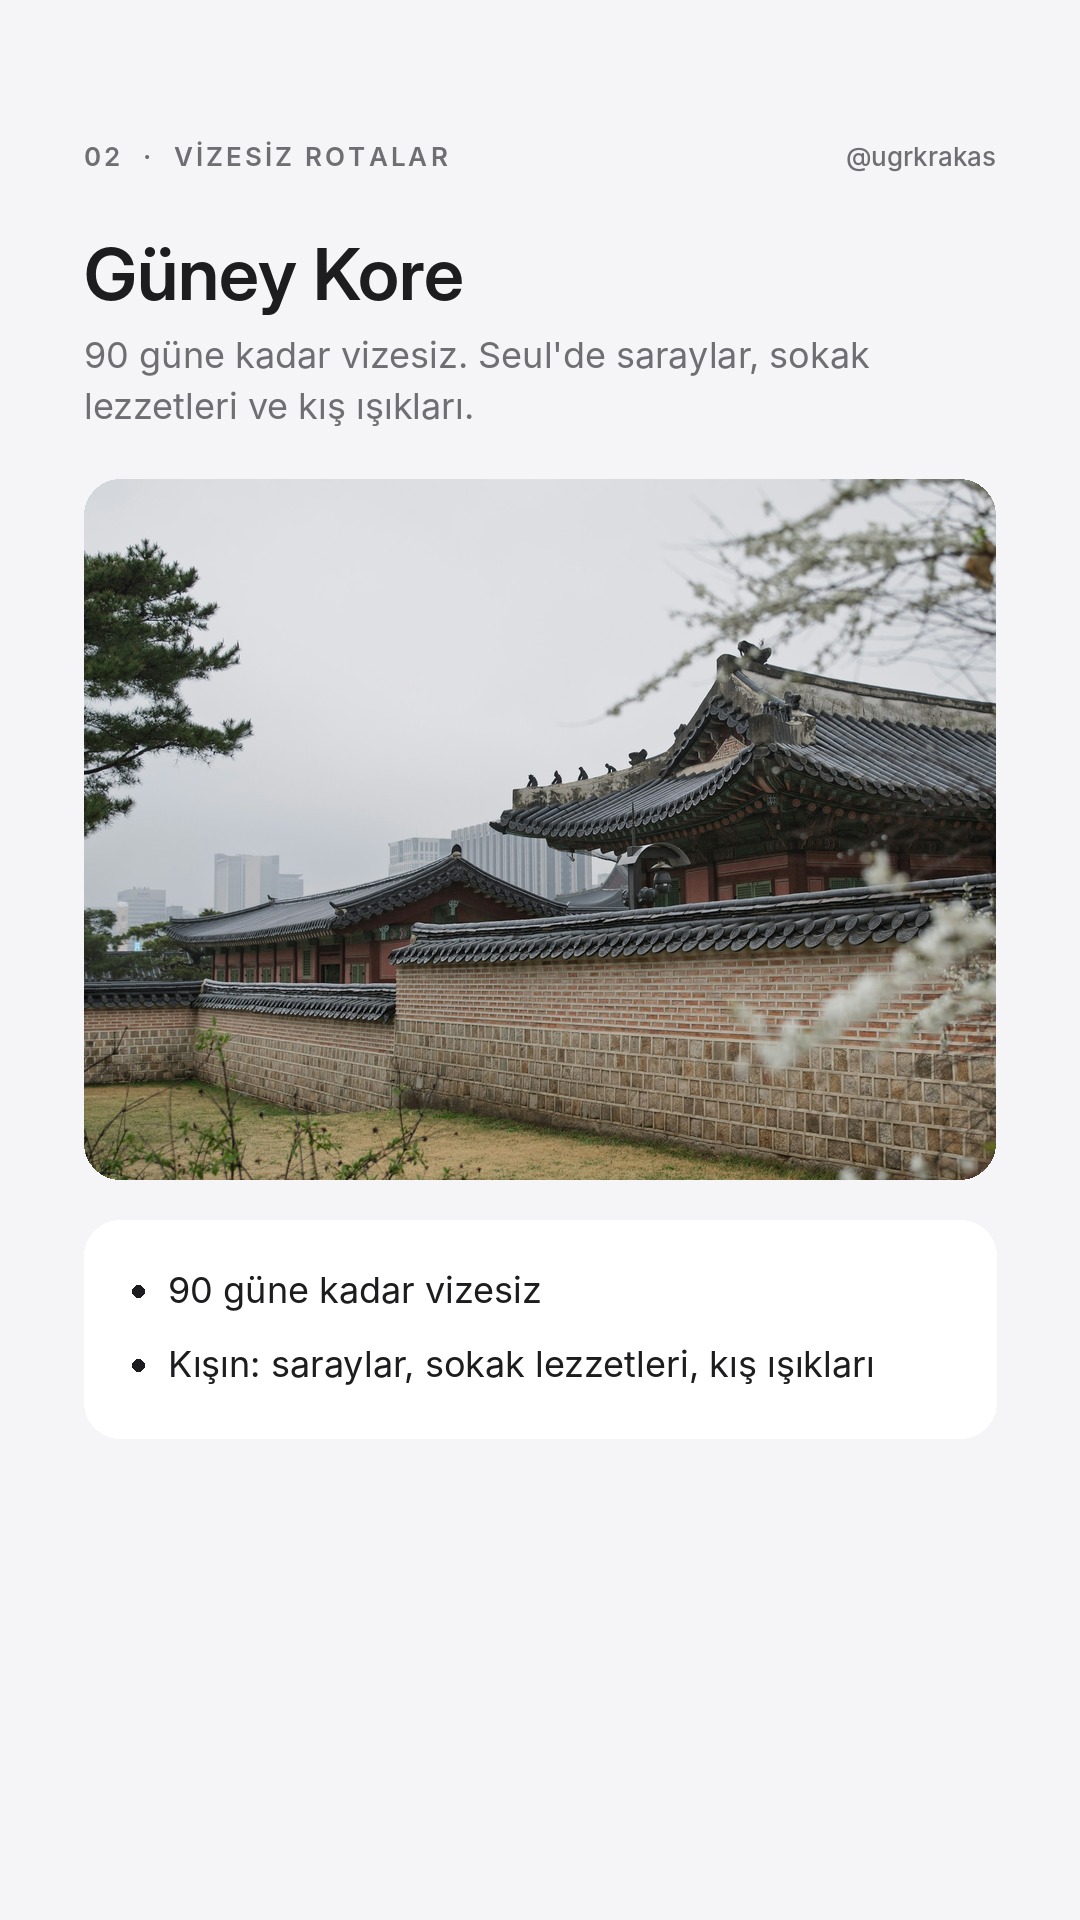 02 · VİZESİZ ROTALAR
@ugrkrakas
Güney Kore
90 güne kadar vizesiz. Seul'de saraylar, sokak
lezzetleri ve kış ışıkları.
• 90 güne kadar vizesiz
• Kışın: saraylar, sokak lezzetleri, kış ışıkları